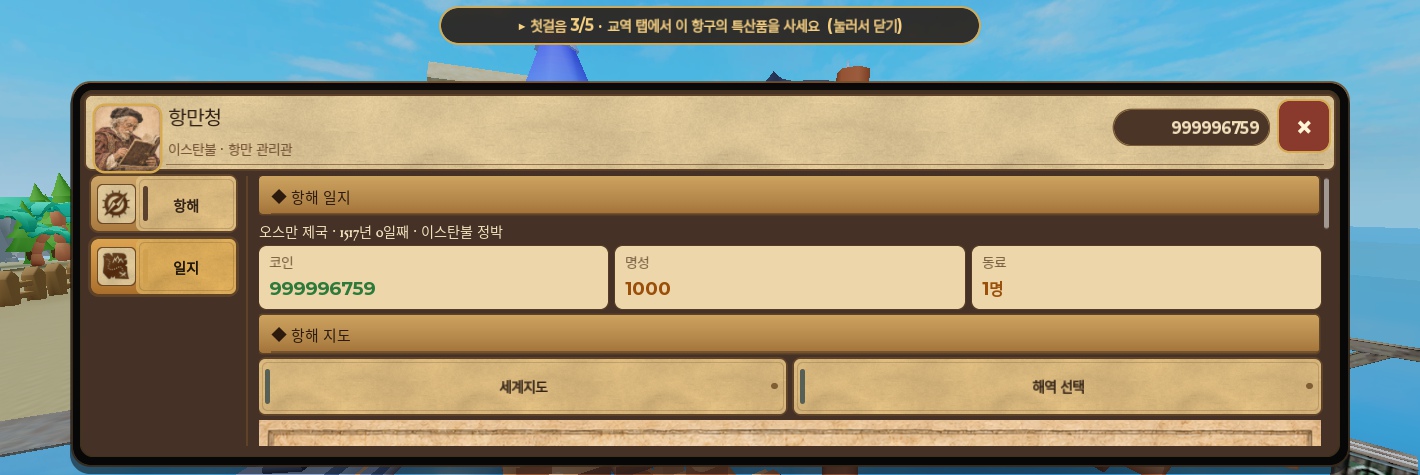 ▸ 첫걸음 3/5 · 교역 탭에서 이 항구의 특산품을 사세요 (눌러서 닫기)
항만청
이스탄불 · 항만 관리관
999996759
×
항해
일지
◆ 항해 일지
오스만 제국 · 1517년 0일째 · 이스탄불 정박
코인
999996759
명성
1000
동료
1명
◆ 항해 지도
세계지도
해역 선택